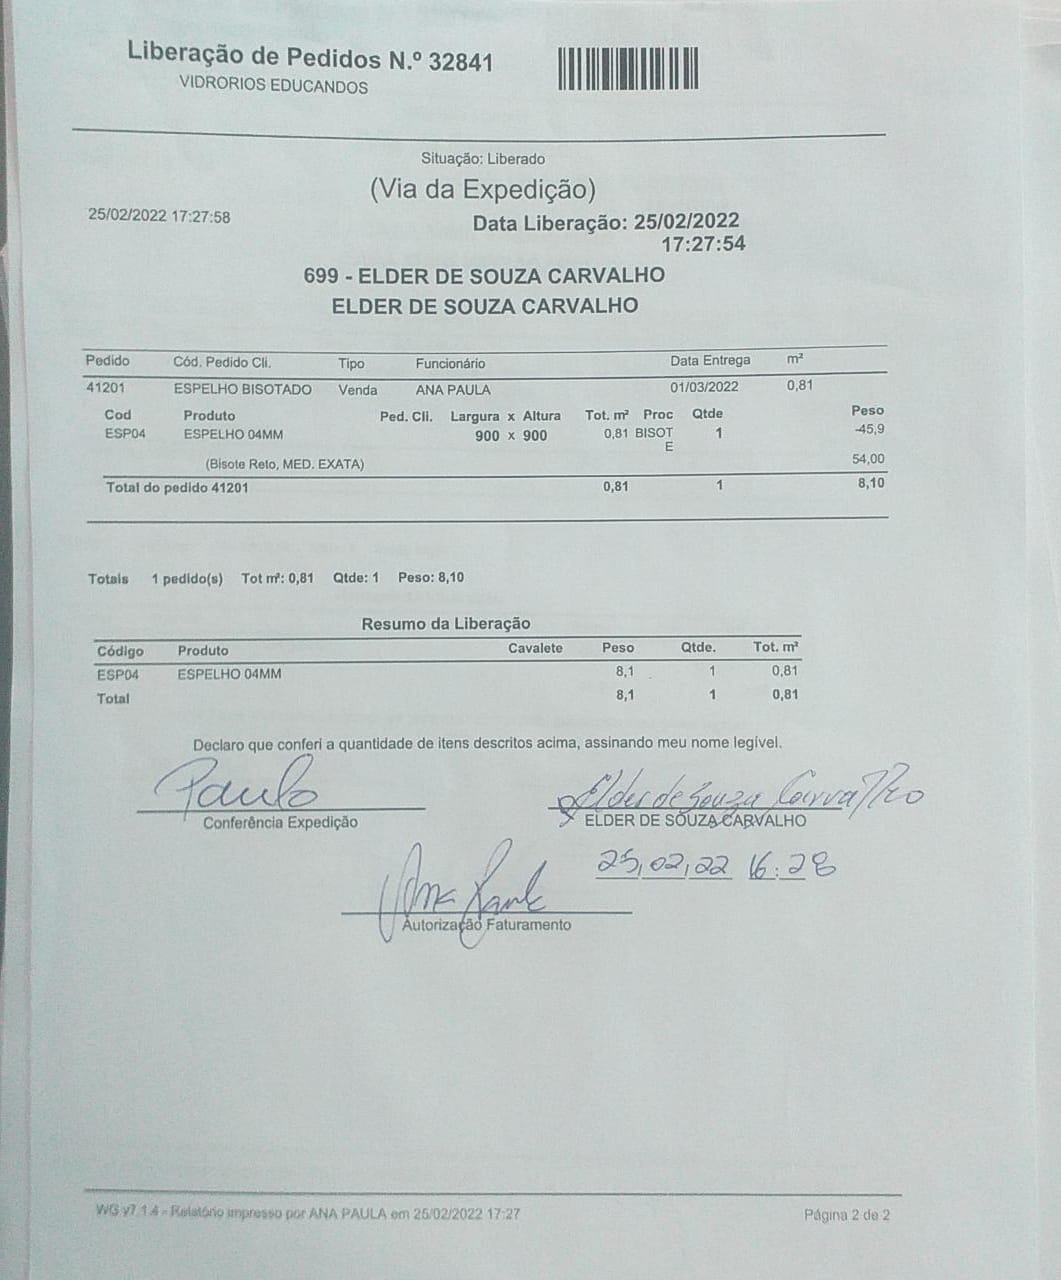 Liberação de Pedidos N.º 32841
VIDRORIOS EDUCANDOS
Situação: Liberado
(Via da Expedição)
25/02/2022 17:27:58
Data Liberação: 25/02/2022
17:27:54
699 - ELDER DE SOUZA CARVALHO
ELDER DE SOUZA CARVALHO
Pedido Cód. Pedido Cli. Tipo Funcionário Data Entrega m²
41201 ESPELHO BISOTADO Venda ANA PAULA 01/03/2022 0,81
Cod Produto Ped. Cli. Largura x Altura Tot. m² Proc Qtde Peso
ESP04 ESPELHO 04MM 900 x 900 0,81 BISOT 1 -45,9
E
(Bisote Reto, MED. EXATA) 54,00
Total do pedido 41201 0,81 1 8,10
Totais 1 pedido(s) Tot m²: 0,81 Qtde: 1 Peso: 8,10
Resumo da Liberação
Código Produto Cavalete Peso Qtde. Tot. m²
ESP04 ESPELHO 04MM 8,1 1 0,81
Total 8,1 1 0,81
Declaro que conferi a quantidade de itens descritos acima, assinando meu nome legível.
Paulo Elder de Souza Carvalho
Conferência Expedição ELDER DE SOUZA CARVALHO
25,02,22 16:28
Ana Paula
Autorização Faturamento
WG v7.1.4 - Relatório impresso por ANA PAULA em 25/02/2022 17:27 Página 2 de 2